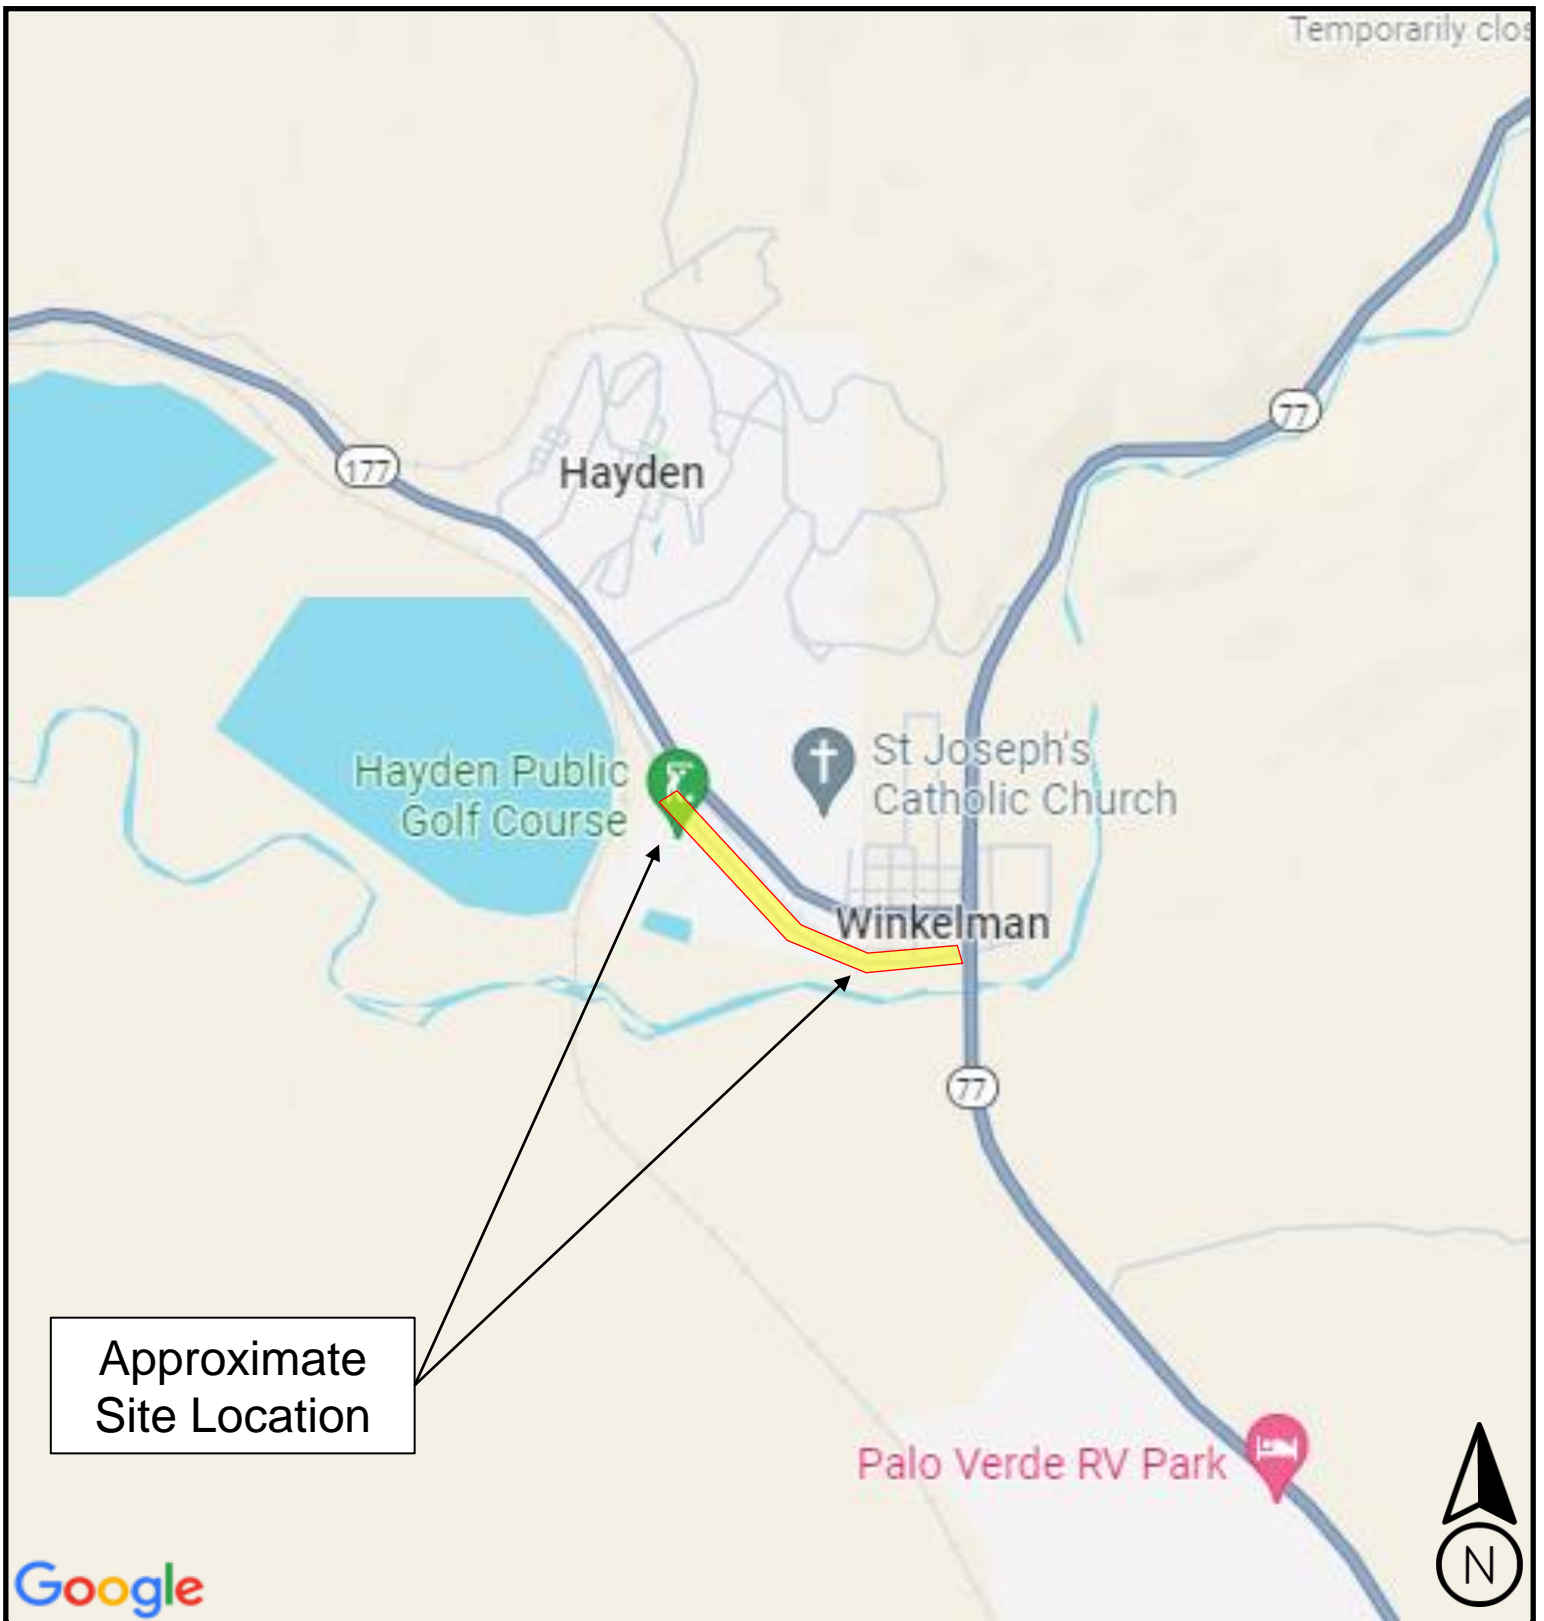 Temporarily clos
77
177
Hayden
St Joseph's
Catholic Church
Hayden Public
Golf Course
Winkelman
77
Approximate
Site Location
Palo Verde RV Park
N
Google